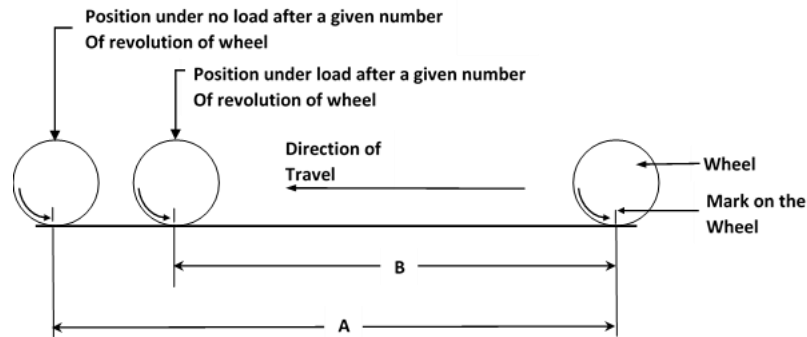 Position under no load after a given number
Of revolution of wheel
Position under load after a given number
Of revolution of wheel
Direction of
Travel
Wheel
Mark on the
Wheel
B
A